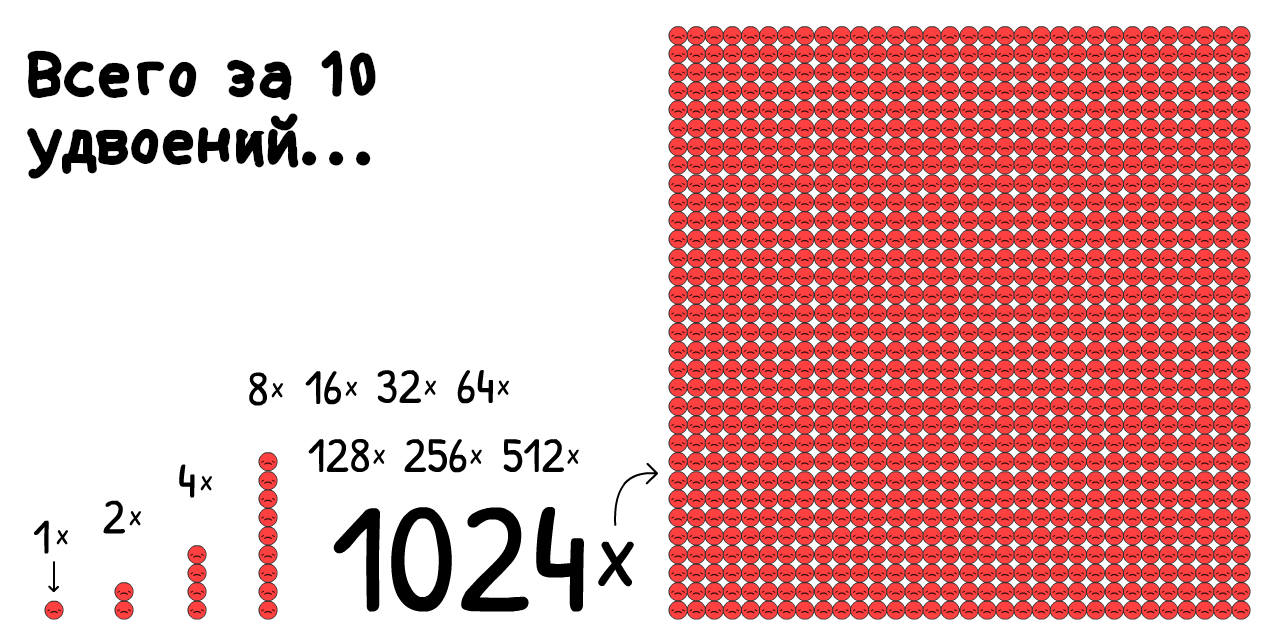 Всего за 10
удвоений...
8x 16x 32x 64x
128x 256x 512x
4x
2x
1x
1024x